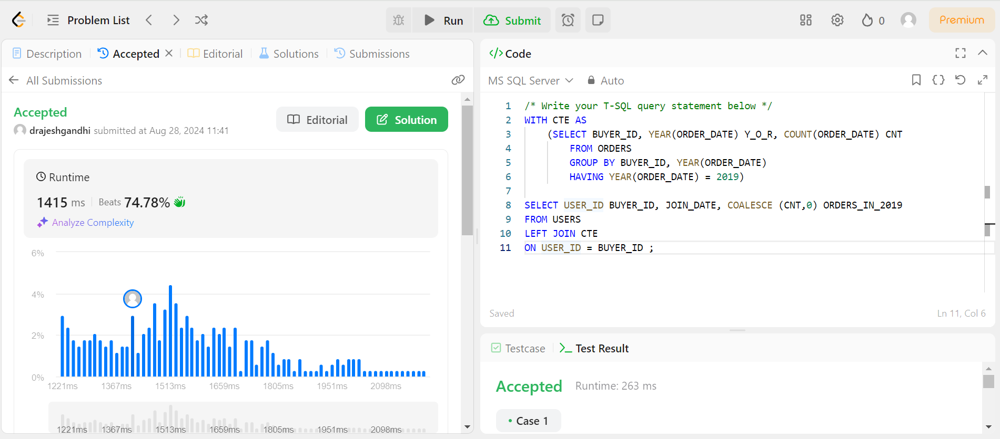 Problem List
Run
Submit
0
Premium
Description
Accepted
Editorial
Solutions
Submissions
All Submissions
Accepted
drajeshgandhi submitted at Aug 28, 2024 11:41
Editorial
Solution
Runtime
1415 ms
Beats 74.78%
Analyze Complexity
6%
4%
2%
0%
1221ms 1367ms 1513ms 1659ms 1805ms 1951ms 2098ms
1221ms 1367ms 1513ms 1659ms 1805ms 1951ms 2098ms
</> Code
MS SQL Server
Auto
1 /* Write your T-SQL query statement below */
2 WITH CTE AS
3 (SELECT BUYER_ID, YEAR(ORDER_DATE) Y_O_R, COUNT(ORDER_DATE) CNT
4 FROM ORDERS
5 GROUP BY BUYER_ID, YEAR(ORDER_DATE)
6 HAVING YEAR(ORDER_DATE) = 2019)
7
8 SELECT USER_ID BUYER_ID, JOIN_DATE, COALESCE (CNT,0) ORDERS_IN_2019
9 FROM USERS
10 LEFT JOIN CTE
11 ON USER_ID = BUYER_ID ;
Saved
Ln 11, Col 6
Testcase
Test Result
Accepted
Runtime: 263 ms
• Case 1